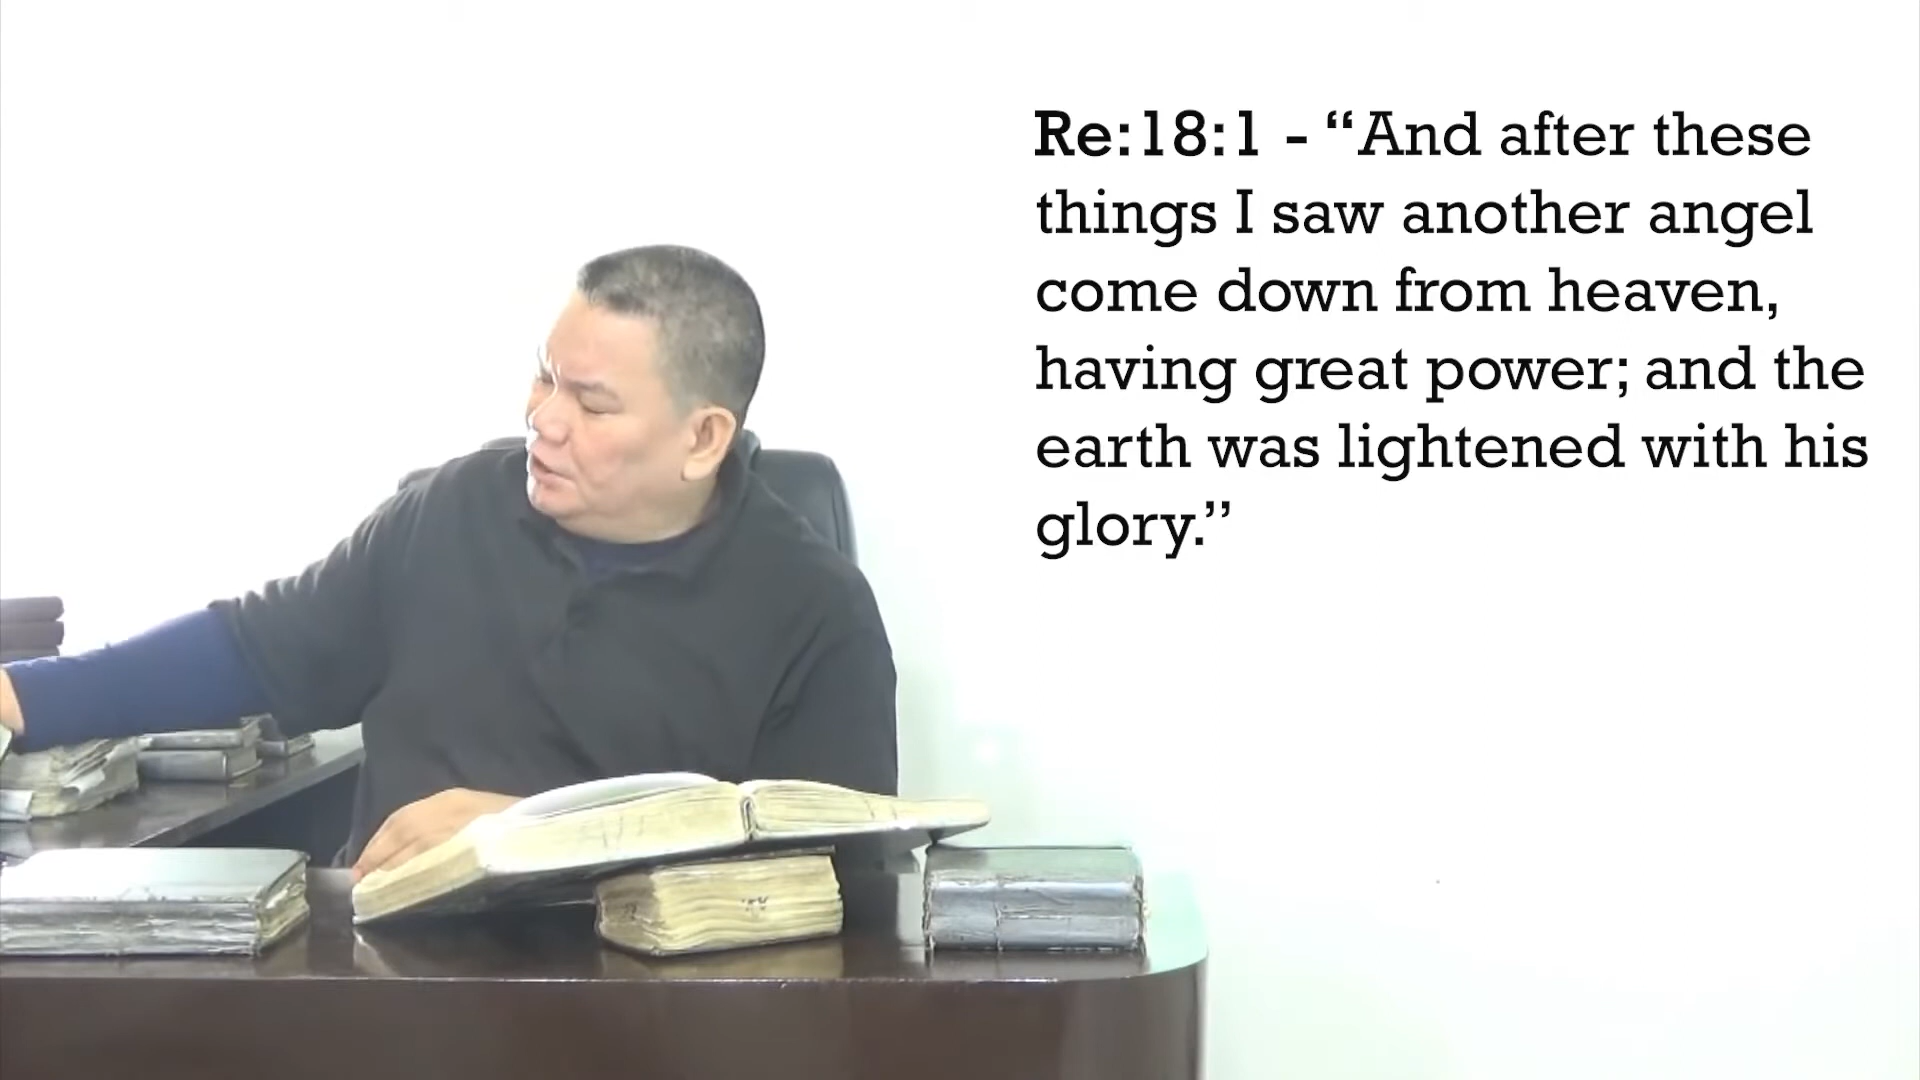 Re:18:1 - “And after these
things I saw another angel
come down from heaven,
having great power; and the
earth was lightened with his
glory.”